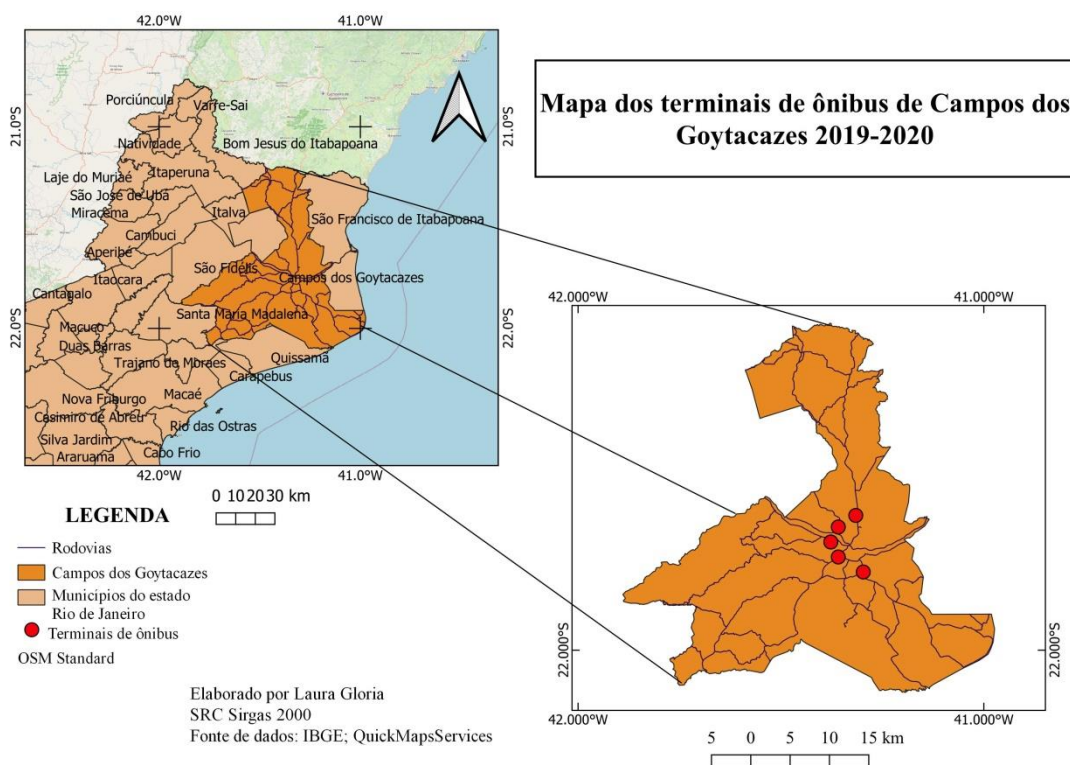 42.0°W 41.0°W
21.0°S
21.0°S
Porciúncula
Varre-Sai
Natividade
Bom Jesus do Itabapoana
Laje do Muriaé
Itaperuna
São José de Ubá
Miracema
Italva
São Francisco de Itabapoana
Cambuci
Aperibé
São Fidélis
Campos dos Goytacazes
Itaocara
Cantagalo
Santa Maria Madalena
22.0°S
22.0°S
Macuco
Duas Barras
Trajano de Moraes
Quissamã
Carapebus
Nova Friburgo
Macaé
Casimiro de Abreu
Rio das Ostras
Silva Jardim
Araruama
Cabo Frio
42.0°W 41.0°W
0 10 20 30 km
Mapa dos terminais de ônibus de Campos dos
Goytacazes 2019-2020
LEGENDA
Rodovias
Campos dos Goytacazes
Municípios do estado
Rio de Janeiro
Terminais de ônibus
OSM Standard
Elaborado por Laura Gloria
SRC Sirgas 2000
Fonte de dados: IBGE; QuickMapsServices
42.000°W 41.000°W
22.000°S
22.000°S
42.000°W 41.000°W
5 0 5 10 15 km